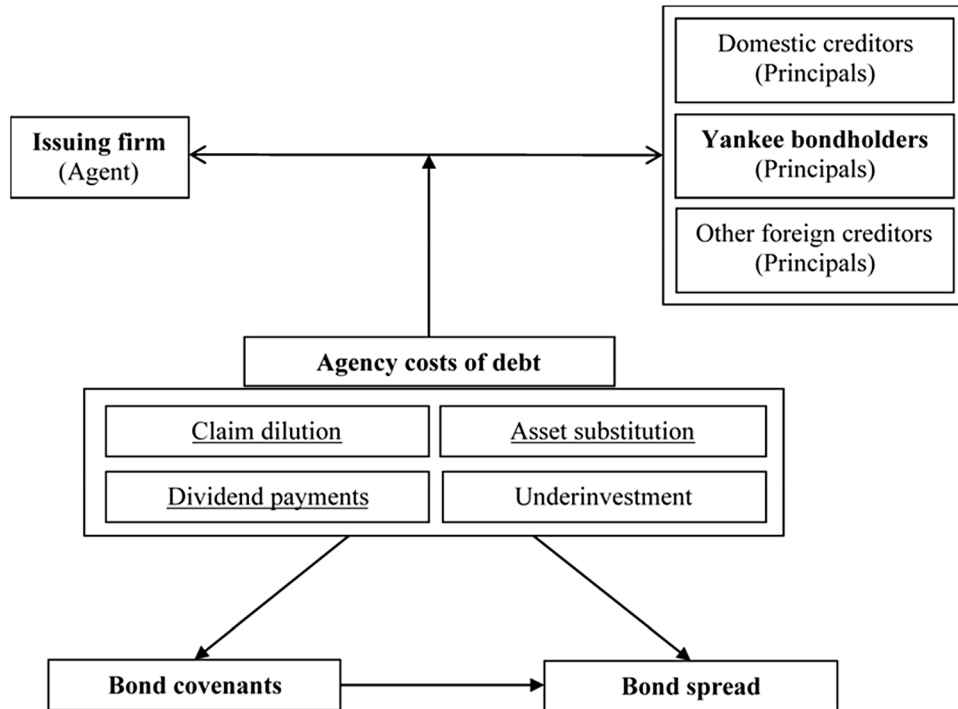 Domestic creditors
(Principals)
Issuing firm
(Agent)
Yankee bondholders
(Principals)
Other foreign creditors
(Principals)
Agency costs of debt
Claim dilution
Asset substitution
Dividend payments
Underinvestment
Bond covenants
Bond spread